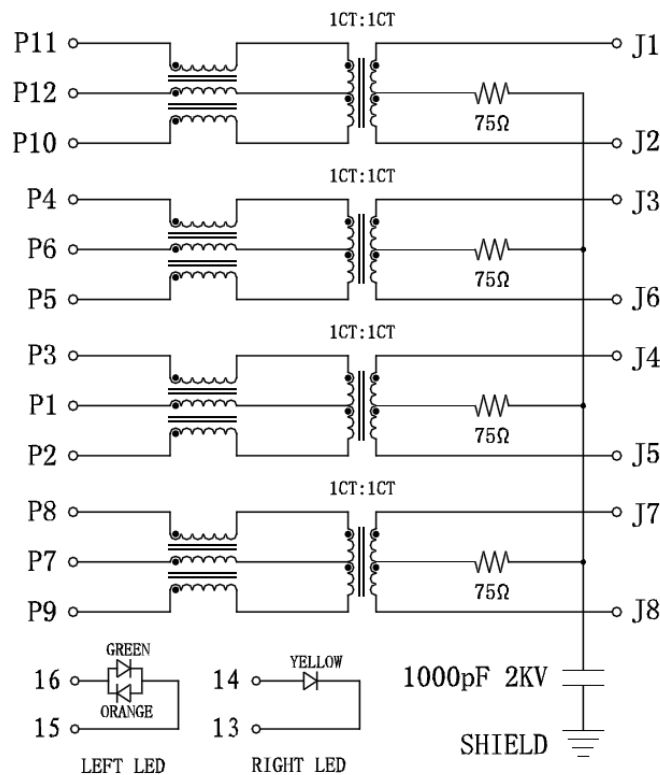 1CT:1CT
P11 J1
P12
75Ω
P10 J2
1CT:1CT
P4 J3
P6
75Ω
P5 J6
1CT:1CT
P3 J4
P1
75Ω
P2 J5
1CT:1CT
P8 J7
P7
75Ω
P9 J8
GREEN
16
ORANGE
15
LEFT LED
YELLOW
14
13
RIGHT LED
1000pF 2KV
SHIELD